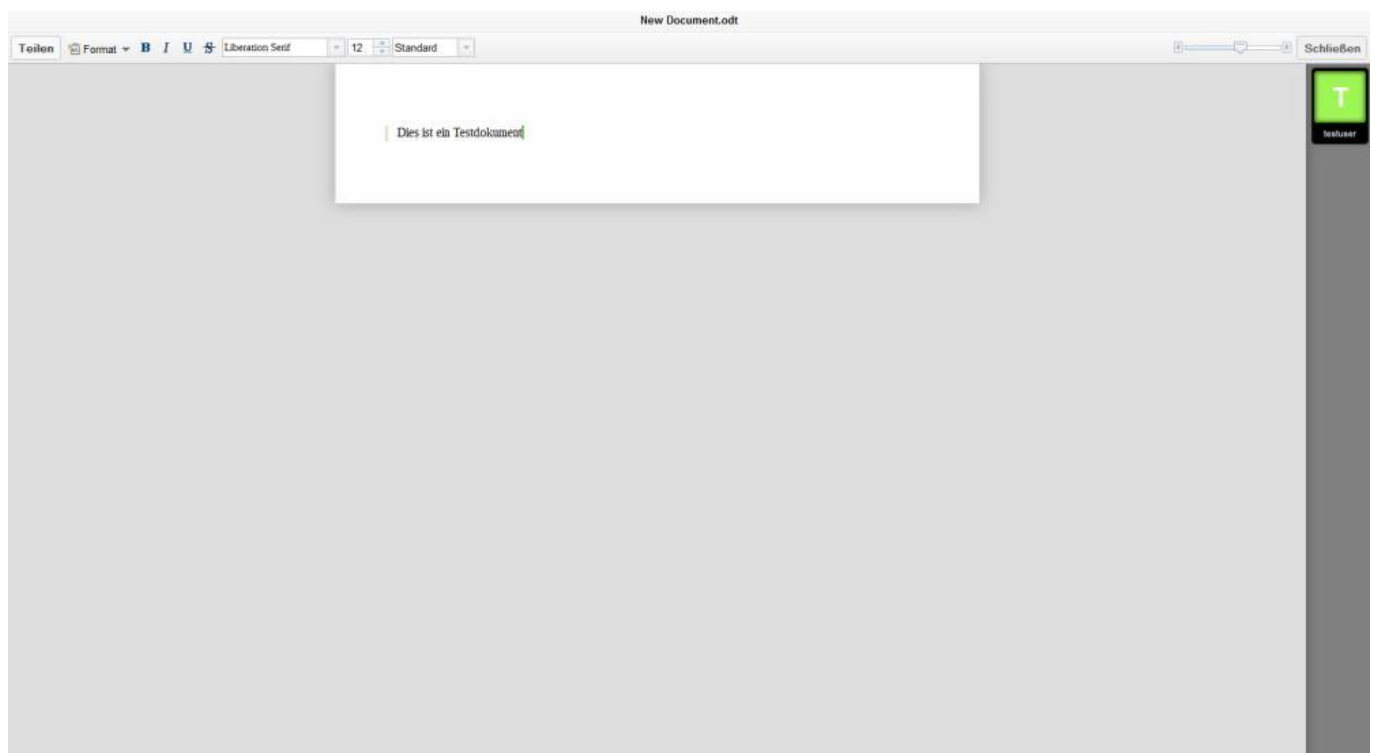 New Document.odt
Teilen Format B I U S Liberation Serif 12 Standard Schließen
T
testuser
Dies ist ein Testdokument